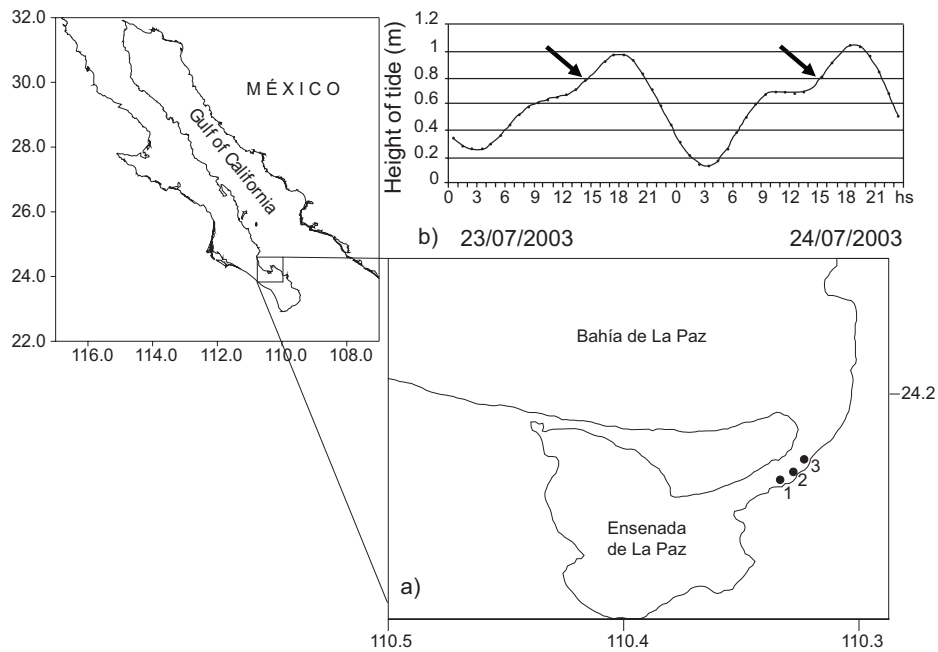 32.0
30.0
28.0
26.0
24.0
22.0
116.0 114.0 112.0 110.0 108.0
MÉXICO
Gulf of California
Height of tide (m)
1.2
1
0.8
0.6
0.4
0.2
0
0 3 6 9 12 15 18 21 0 3 6 9 12 15 18 21 hs
b) 23/07/2003 24/07/2003
Bahía de La Paz
24.2
3
2
1
Ensenada
de La Paz
a)
110.5 110.4 110.3